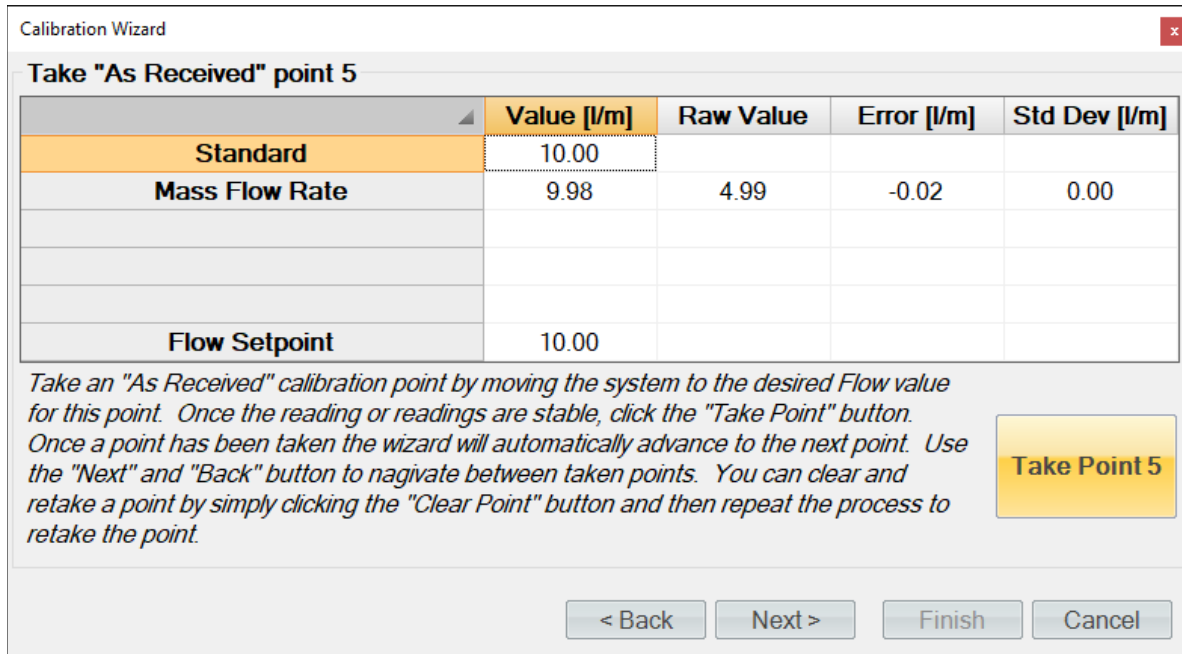 Calibration Wizard
x
Take "As Received" point 5
Value [l/m] Raw Value Error [l/m] Std Dev [l/m]
Standard 10.00
Mass Flow Rate 9.98 4.99 -0.02 0.00
Flow Setpoint 10.00
Take an "As Received" calibration point by moving the system to the desired Flow value
for this point. Once the reading or readings are stable, click the "Take Point" button.
Once a point has been taken the wizard will automatically advance to the next point. Use
the "Next" and "Back" button to nagivate between taken points. You can clear and
retake a point by simply clicking the "Clear Point" button and then repeat the process to
retake the point.
Take Point 5
< Back Next > Finish Cancel